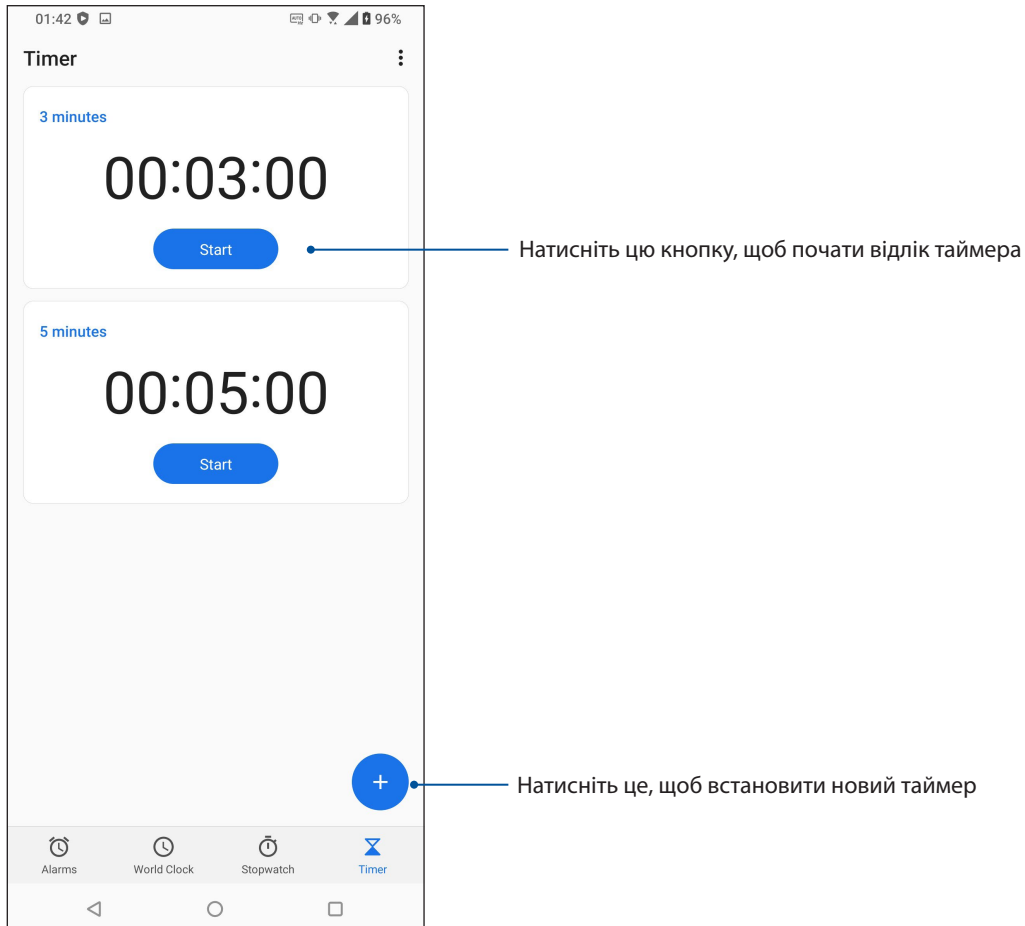 01:42
96%
Timer
3 minutes
00:03:00
Start
Натисніть цю кнопку, щоб почати відлік таймера
5 minutes
00:05:00
Start
+
Натисніть це, щоб встановити новий таймер
Alarms
World Clock
Stopwatch
Timer